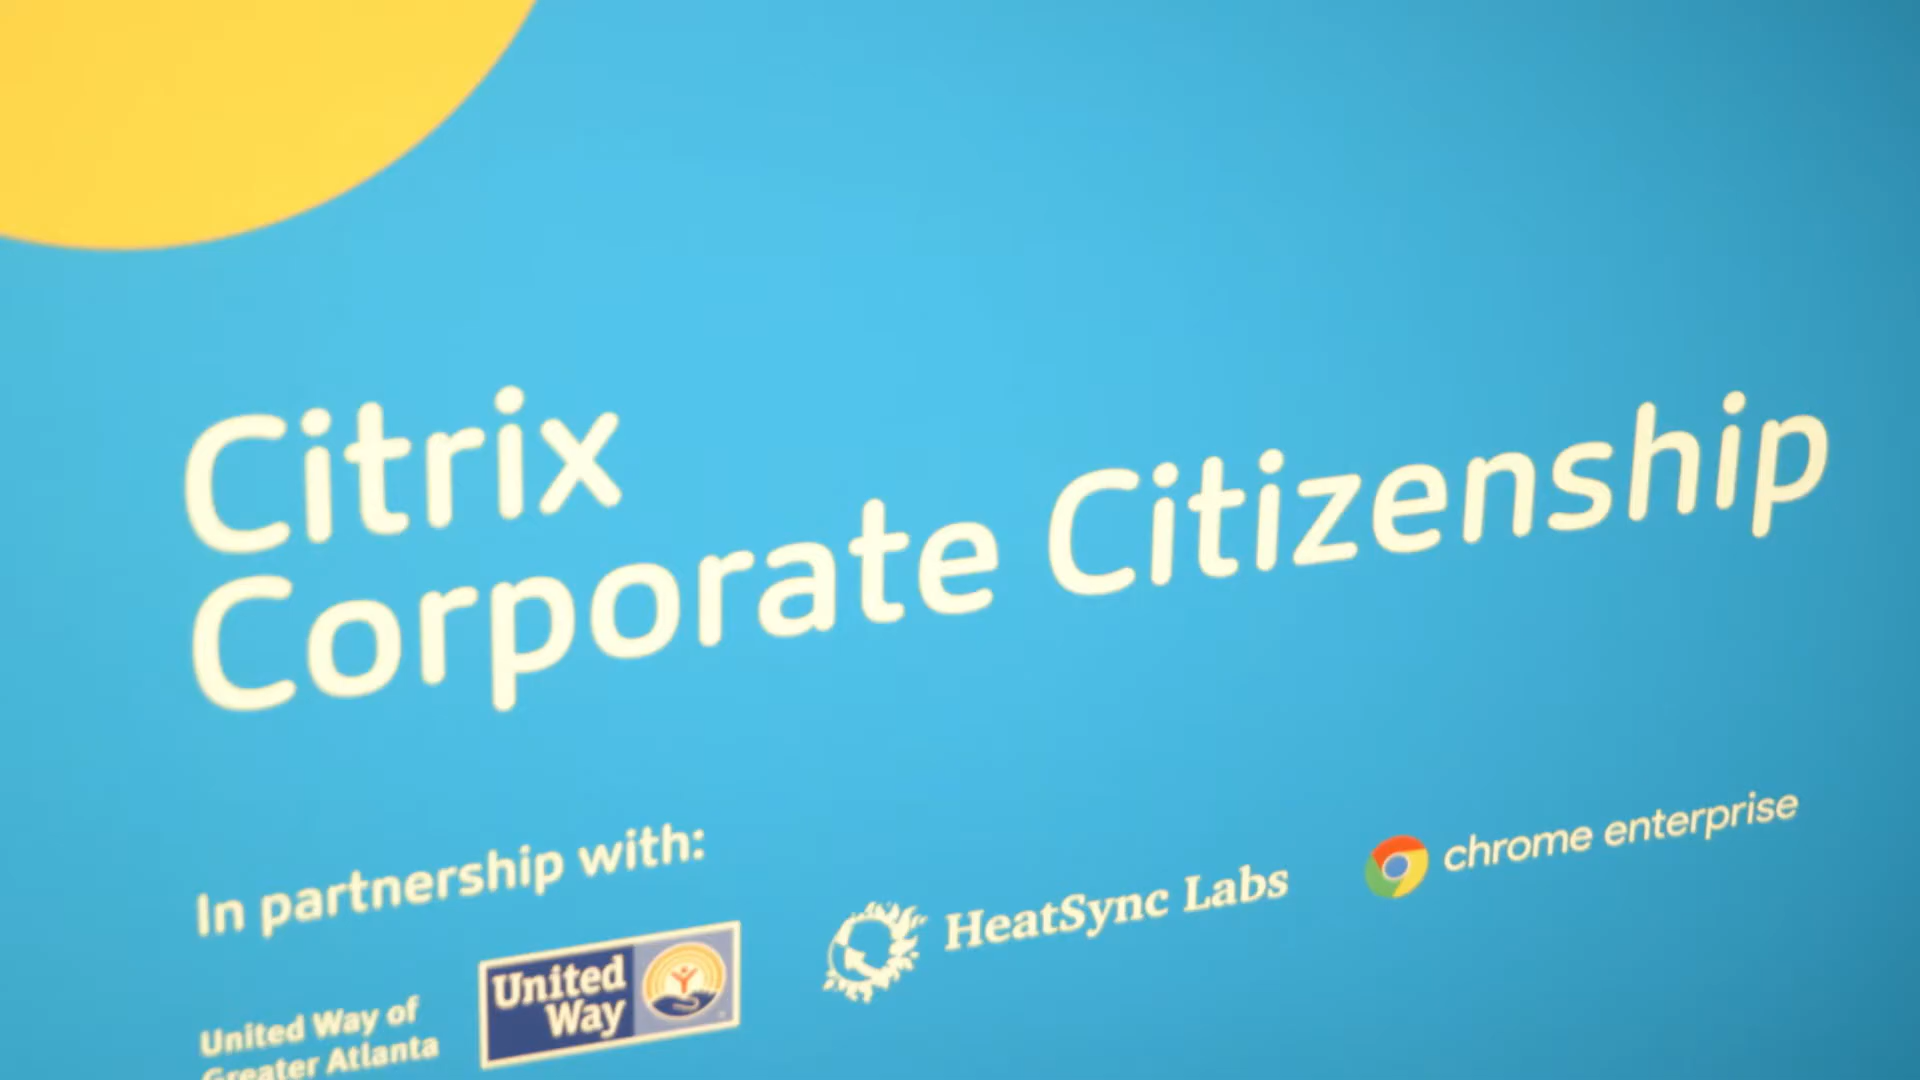 Citrix
Corporate Citizenship
In partnership with:
United Way of
Greater Atlanta
United
Way
HeatSync Labs
chrome enterprise